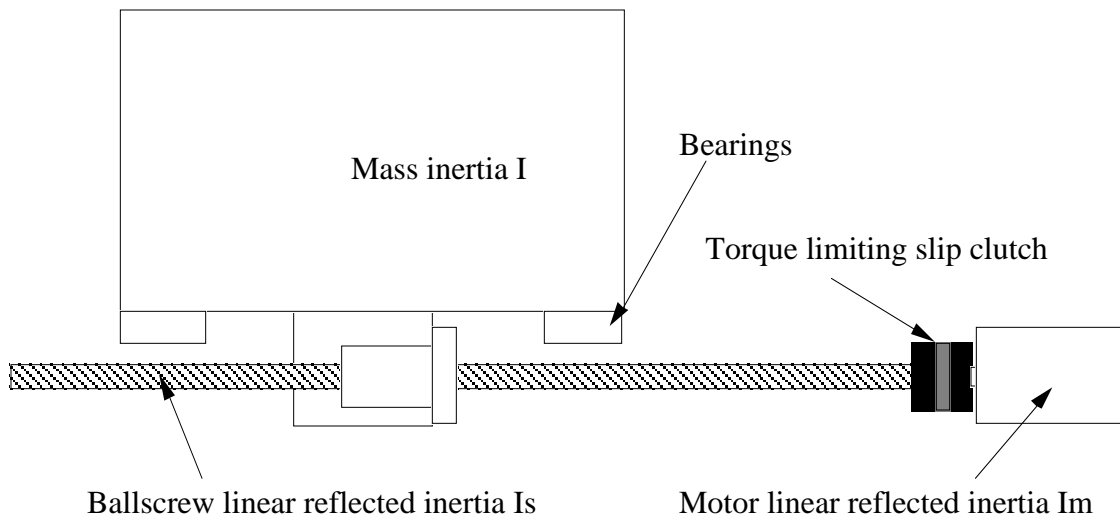 Bearings
Mass inertia I
Torque limiting slip clutch
Ballscrew linear reflected inertia Is
Motor linear reflected inertia Im